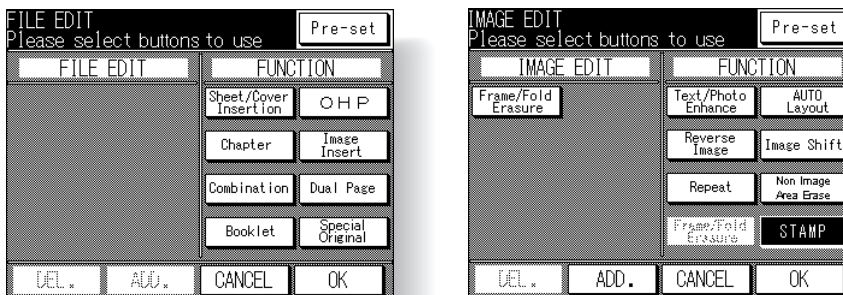 FILE EDIT
Please select buttons to use
Pre-set
FILE EDIT
FUNCTION
Sheet/Cover
Insertion
OHP
Chapter
Image
Insert
Combination
Dual Page
Booklet
Special
Original
DEL.
ADD.
CANCEL
OK
IMAGE EDIT
Please select buttons to use
Pre-set
IMAGE EDIT
FUNCTION
Frame/Fold
Erasure
Text/Photo
Enhance
AUTO
Layout
Reverse
Image
Image Shift
Repeat
Non Image
Area Erase
Frame/Fold
Erasure
STAMP
DEL.
ADD.
CANCEL
OK